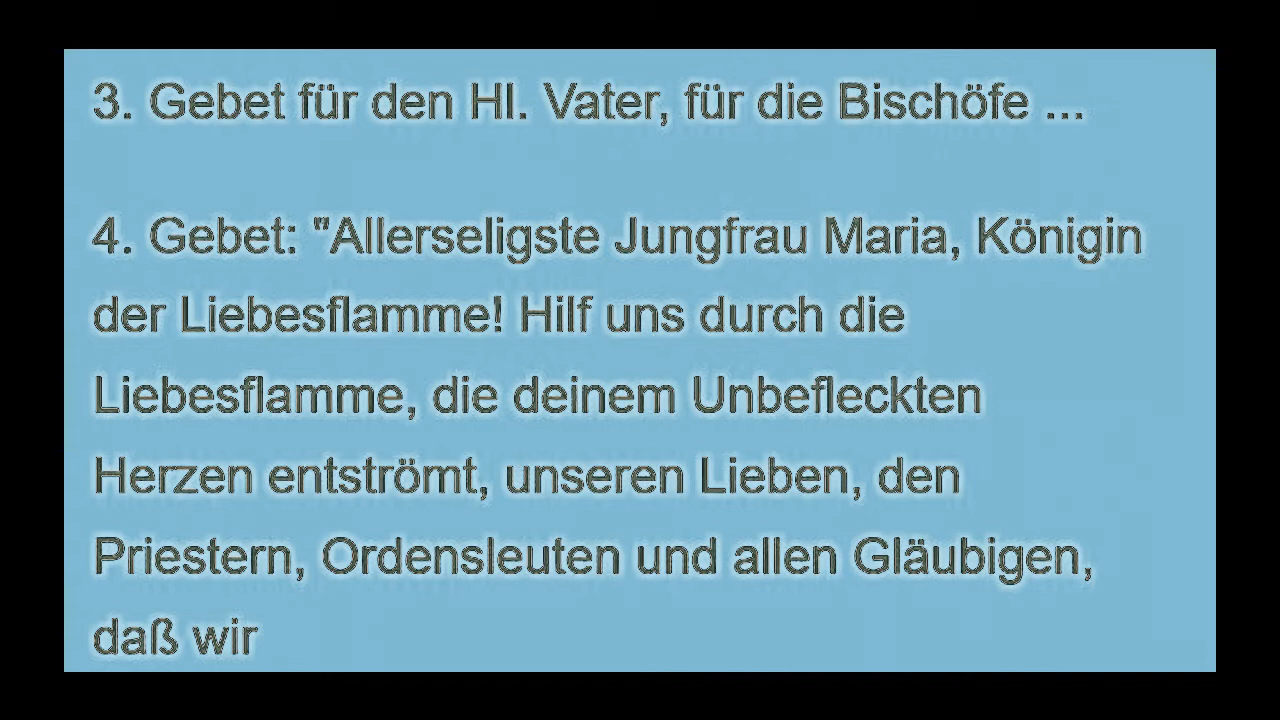 3. Gebet für den Hl. Vater, für die Bischöfe ...
4. Gebet: "Allerseligste Jungfrau Maria, Königin
der Liebesflamme! Hilf uns durch die
Liebesflamme, die deinem Unbefleckten
Herzen entströmt, unseren Lieben, den
Priestern, Ordensleuten und allen Gläubigen,
daß wir